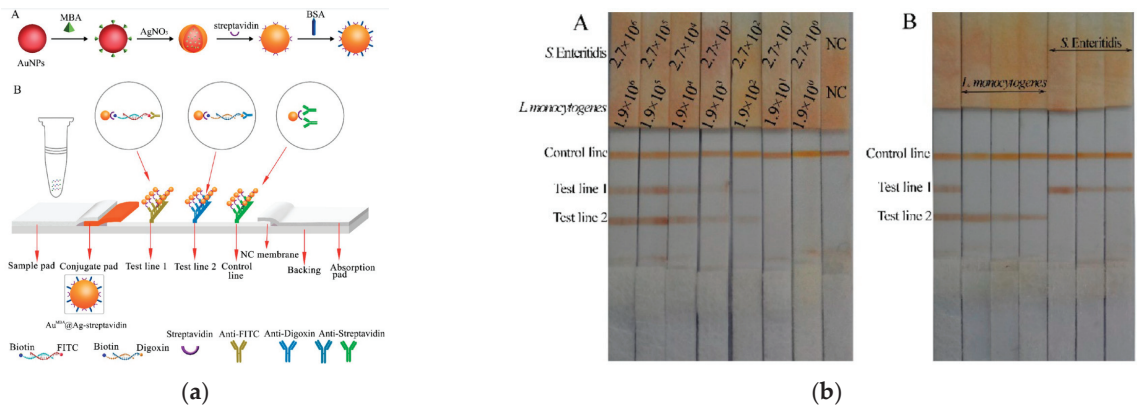 A
AuNPs
MBA
AgNO₃
streptavidin
BSA
B
Sample pad
Conjugate pad
Test line 1
Test line 2
Control
line
NC membrane
Backing
Absorption
pad
Au^MBA@Ag-streptavidin
Streptavidin
Anti-FITC
Anti-Digoxin
Anti-Streptavidin
Biotin
FITC
Biotin
Digoxin
(a)
A
S. Enteritidis
2.7×10⁶
2.7×10⁵
2.7×10⁴
2.7×10³
2.7×10²
2.7×10¹
2.7×10⁰
NC
L monocytogenes
1.9×10⁶
1.9×10⁵
1.9×10⁴
1.9×10³
1.9×10²
1.9×10¹
1.9×10⁰
NC
Control line
Test line 1
Test line 2
B
S. Enteritidis
L. monocytogenes
Control line
Test line 1
Test line 2
(b)